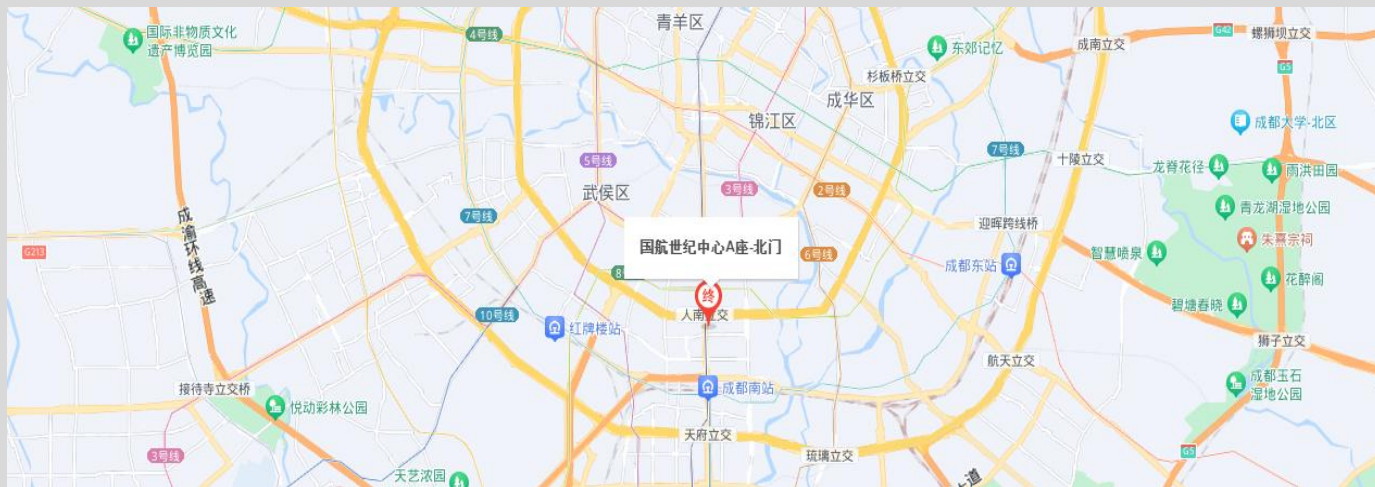 青羊区
国际非物质文化
遗产博览园
4号线
G42
螺狮坝立交
东郊记忆
成南立交
G5
杉板桥立交
成华区
锦江区
成都大学-北区
5号线
7号线
十陵立交
龙脊花径
雨洪田园
武侯区
3号线
2号线
7号线
青龙湖湿地公园
成渝环线高速
迎晖跨线桥
朱熹宗祠
国航世纪中心A座-北门
智慧喷泉
G213
6号线
成都东站
8
花醉阁
终
碧塘春晓
10号线
人南立交
红牌楼站
狮子立交
航天立交
接待寺立交桥
成都南站
成都玉石
湿地公园
悦动彩林公园
天府立交
3号线
琉璃立交
G5
天艺浓园
大道